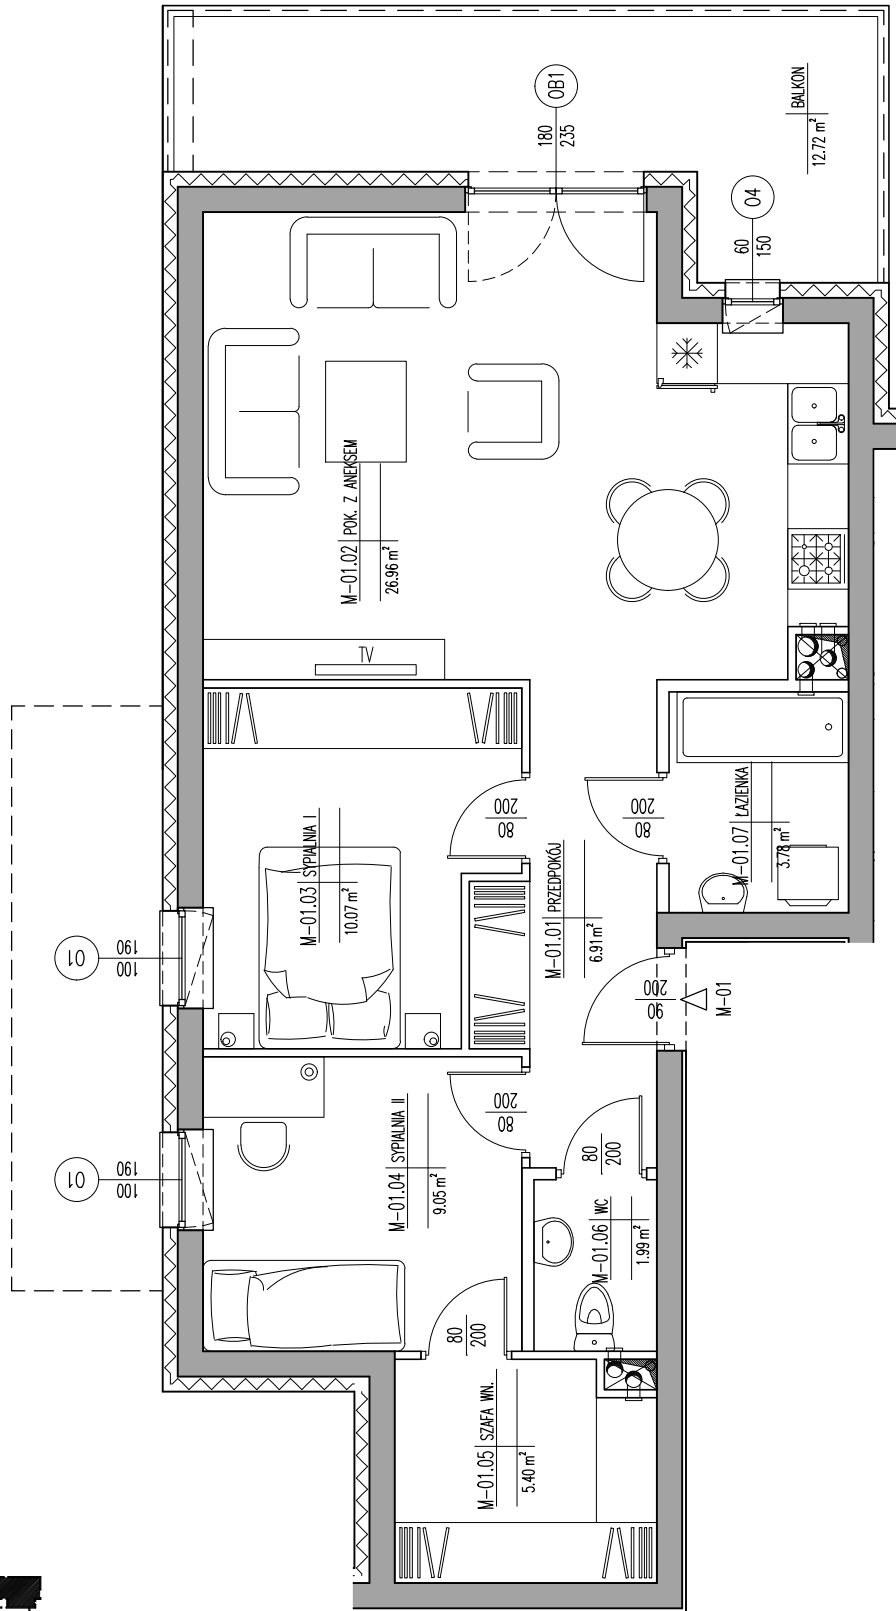 BALKON
12.72 m²
OB1
180
235
O4
60
150
M-01.02 POK. Z ANEKSEM
26.96 m²
TV
M-01.03 SYPIALNIA I
10.07 m²
80
200
80
200
M-01.07 ŁAZIENKA
3.78 m²
M-01.01 PRZEDPOKÓJ
6.91 m²
O1
100
190
90
200
M-01
O1
100
190
M-01.04 SYPIALNIA II
9.05 m²
80
200
80
200
M-01.06 WC
1.99 m²
80
200
M-01.05 SZAFA WN.
5.40 m²